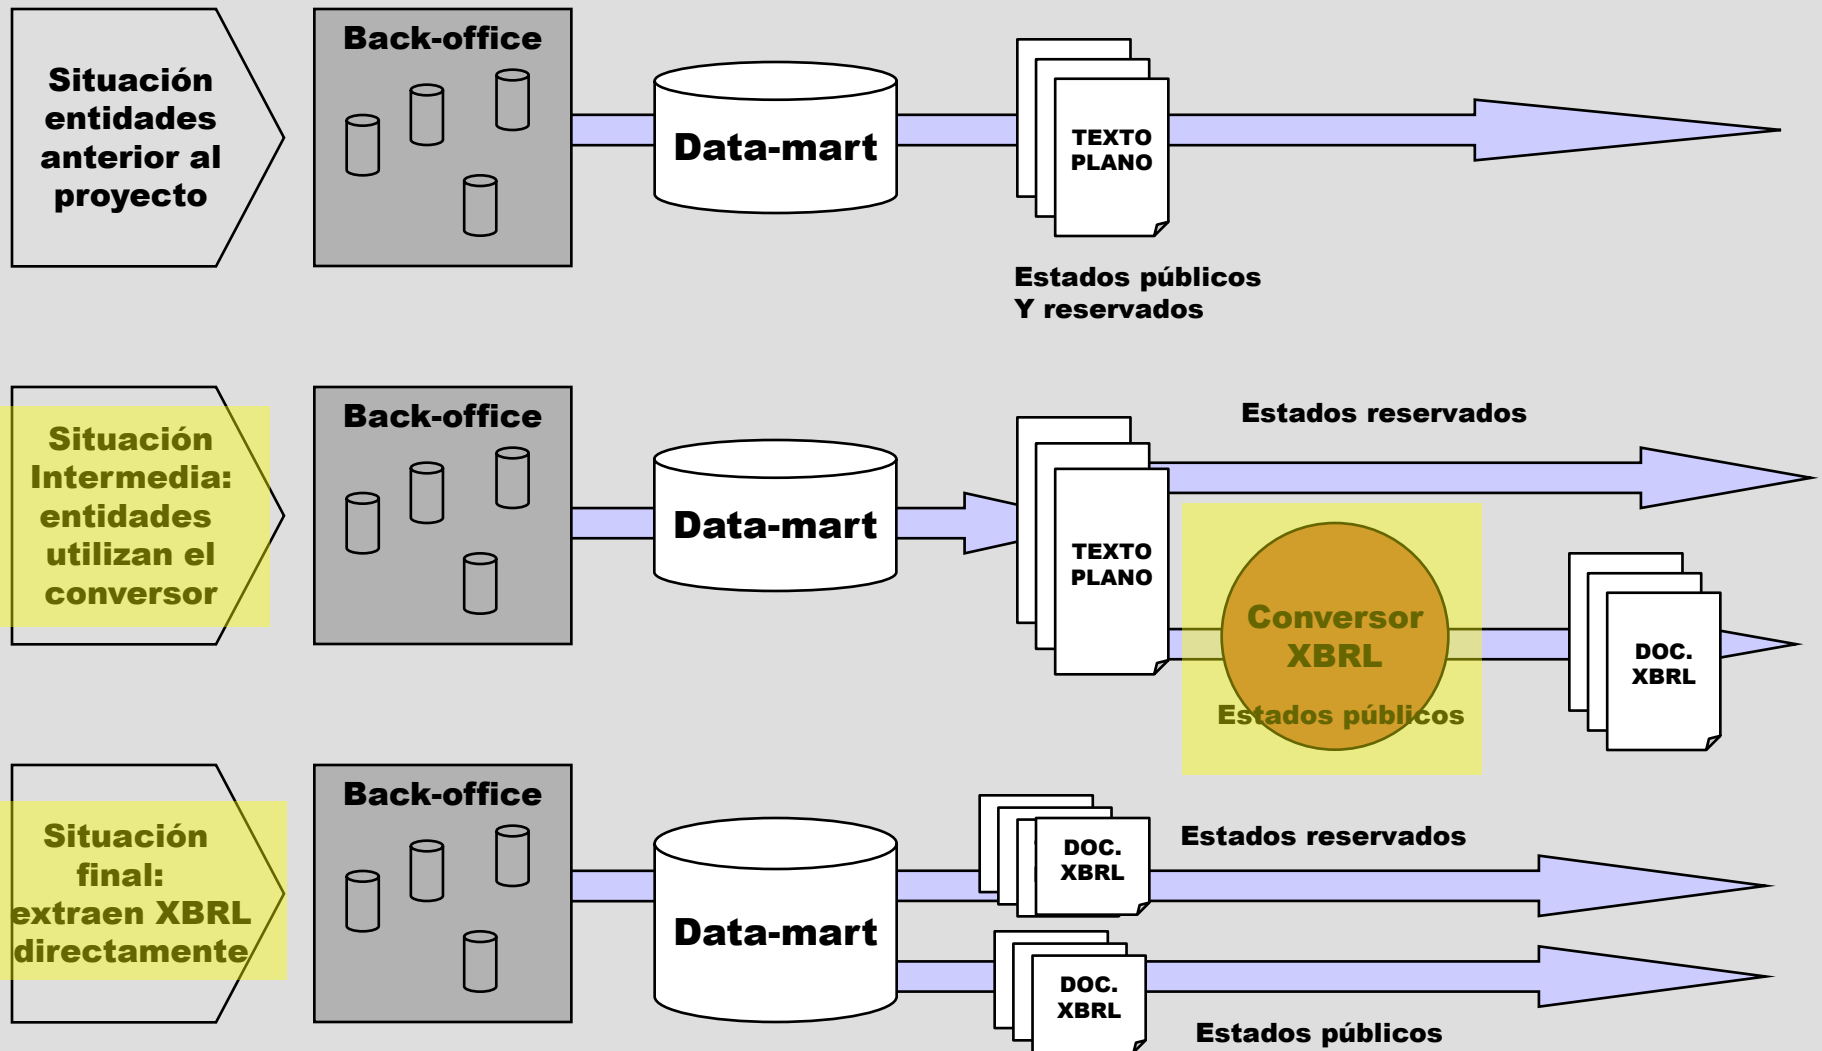 Situación
entidades
anterior al
proyecto
Back-office
Data-mart
TEXTO
PLANO
Estados públicos
Y reservados
Situación
Intermedia:
entidades
utilizan el
conversor
Back-office
Data-mart
TEXTO
PLANO
Estados reservados
Conversor
XBRL
Estados públicos
DOC.
XBRL
Situación
final:
extraen XBRL
directamente
Back-office
Data-mart
DOC.
XBRL
Estados reservados
DOC.
XBRL
Estados públicos